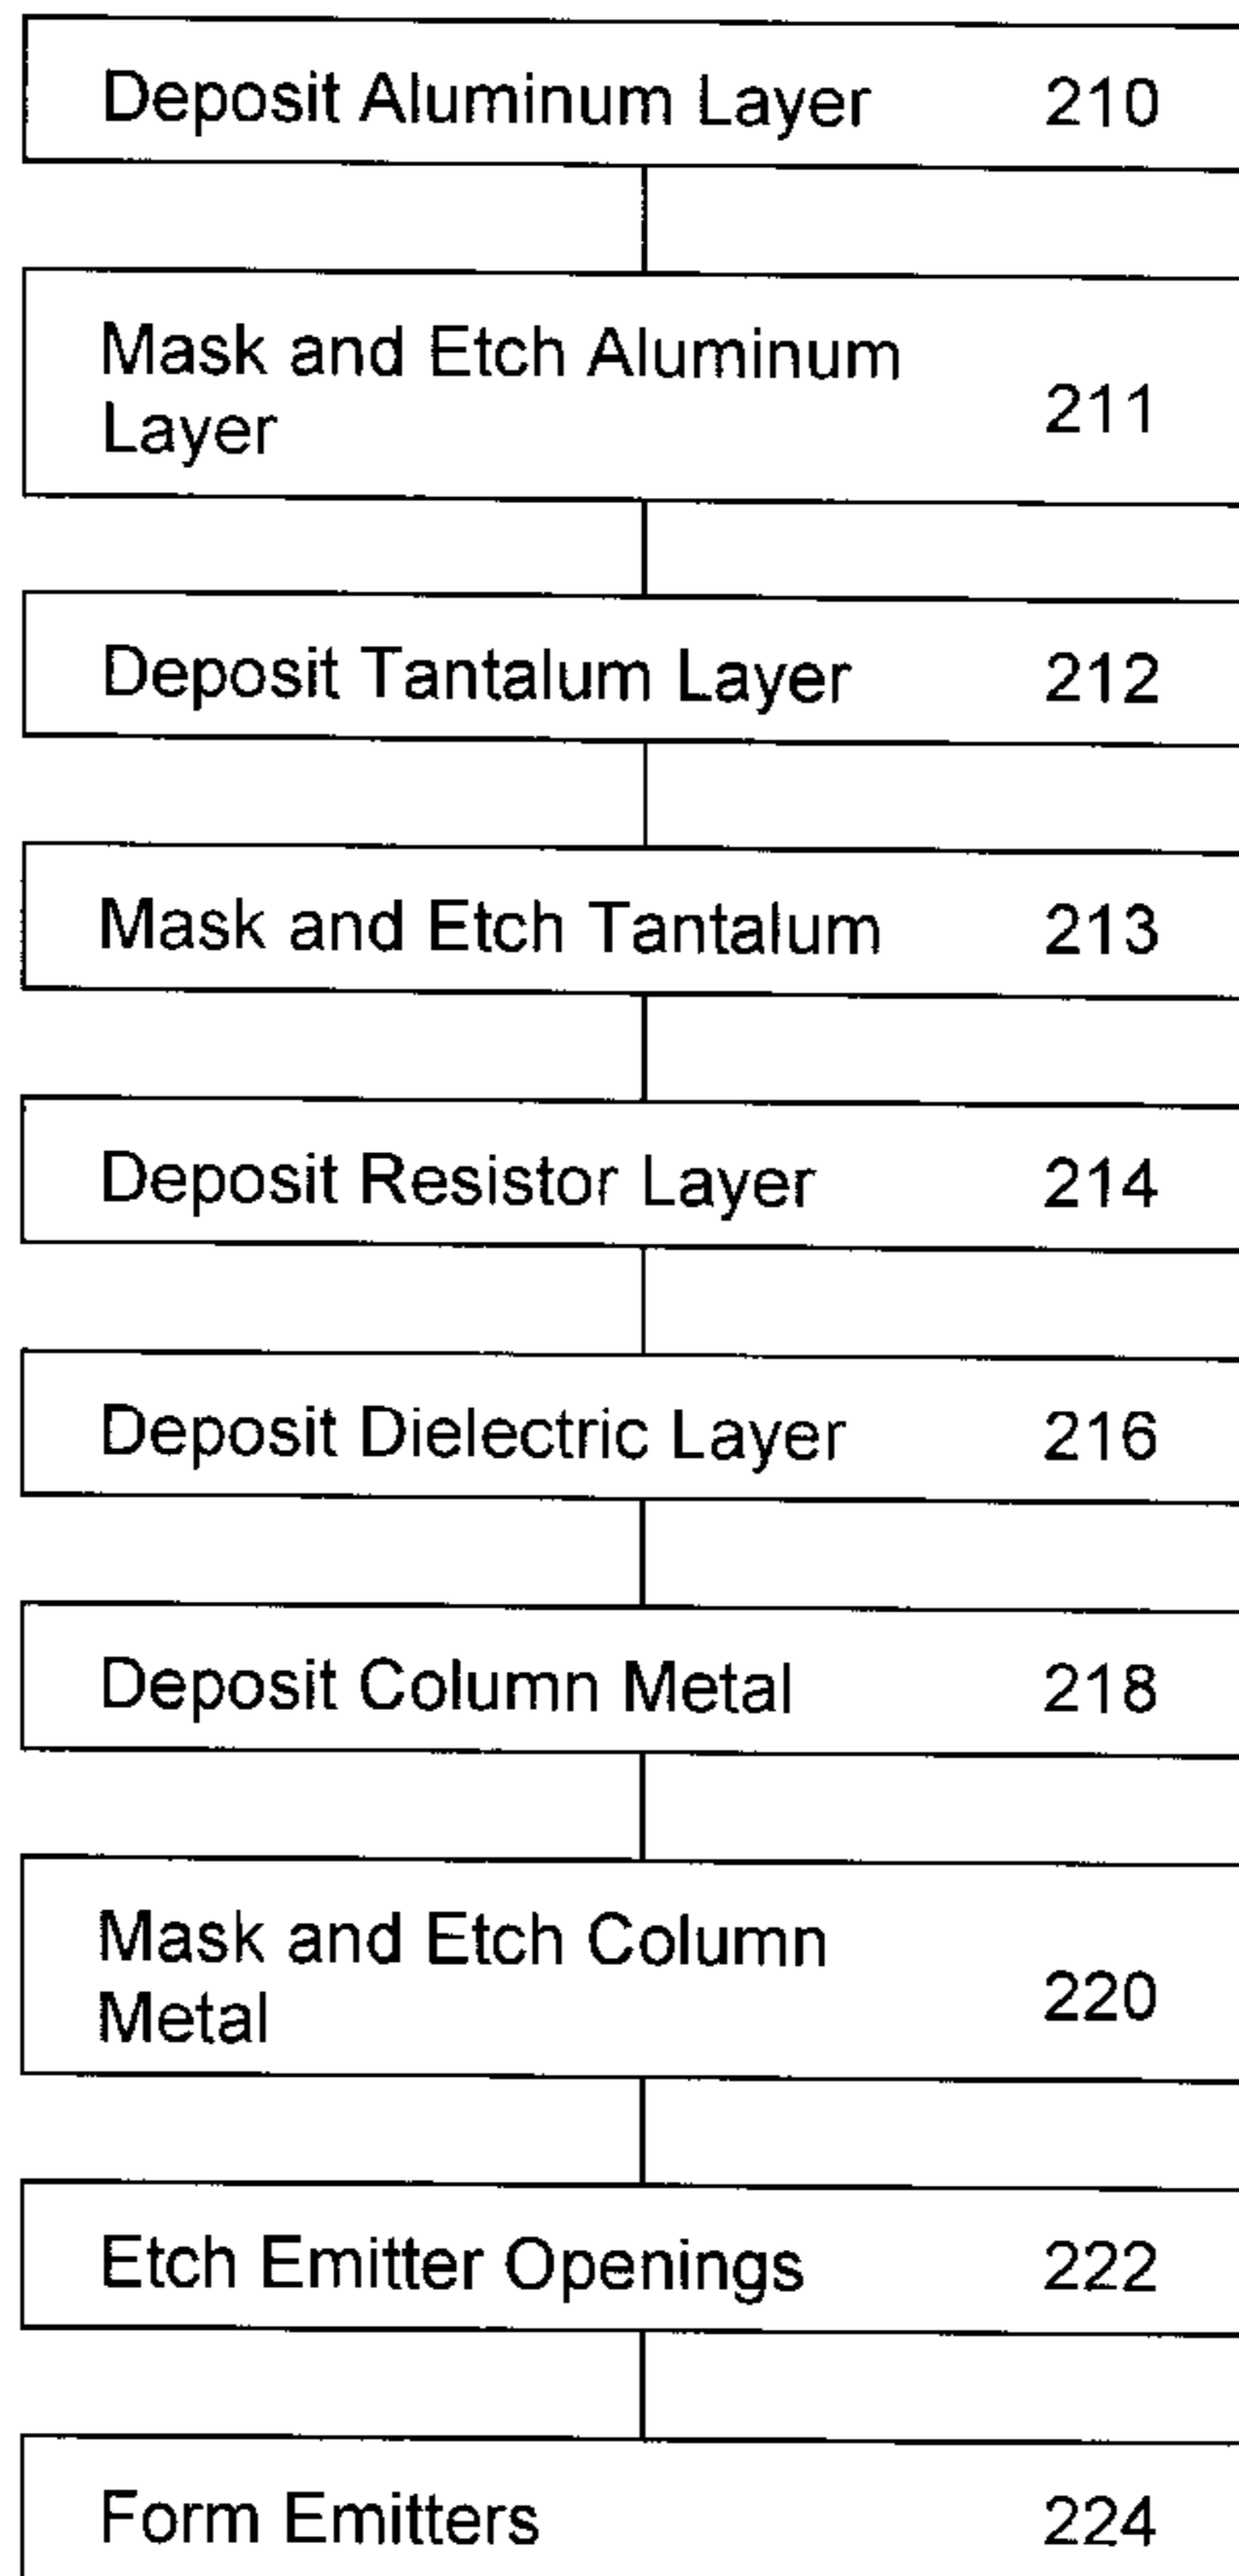 Deposit Aluminum Layer 210
Mask and Etch Aluminum
Layer 211
Deposit Tantalum Layer 212
Mask and Etch Tantalum 213
Deposit Resistor Layer 214
Deposit Dielectric Layer 216
Deposit Column Metal 218
Mask and Etch Column
Metal 220
Etch Emitter Openings 222
Form Emitters 224